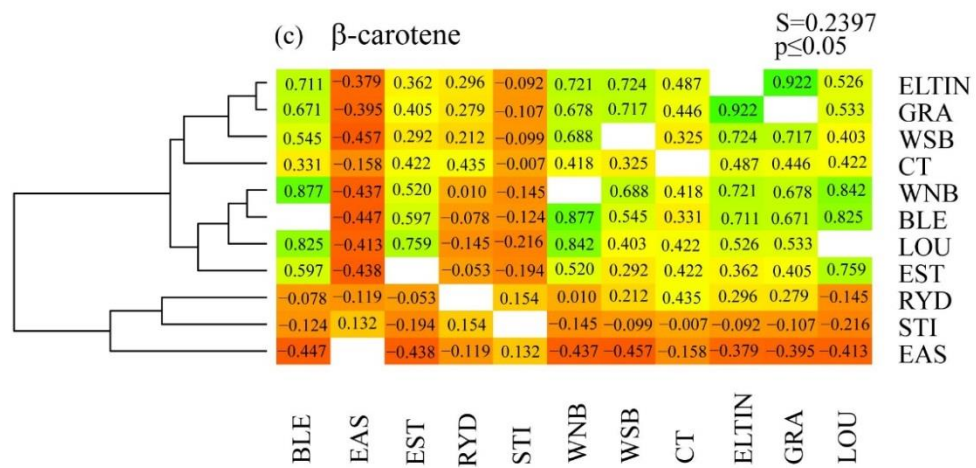 (c) β-carotene
S=0.2397
p≤0.05
0.711 −0.379 0.362 0.296 −0.092 0.721 0.724 0.487 0.922 0.526 ELTIN
0.671 −0.395 0.405 0.279 −0.107 0.678 0.717 0.446 0.922 0.533 GRA
0.545 −0.457 0.292 0.212 −0.099 0.688 0.325 0.724 0.717 0.403 WSB
0.331 −0.158 0.422 0.435 −0.007 0.418 0.325 0.487 0.446 0.422 CT
0.877 −0.437 0.520 0.010 −0.145 0.688 0.418 0.721 0.678 0.842 WNB
−0.447 0.597 −0.078 −0.124 0.877 0.545 0.331 0.711 0.671 0.825 BLE
0.825 −0.413 0.759 −0.145 −0.216 0.842 0.403 0.422 0.526 0.533 LOU
0.597 −0.438 −0.053 −0.194 0.520 0.292 0.422 0.362 0.405 0.759 EST
−0.078 −0.119 −0.053 0.154 0.010 0.212 0.435 0.296 0.279 −0.145 RYD
−0.124 0.132 −0.194 0.154 −0.145 −0.099 −0.007 −0.092 −0.107 −0.216 STI
−0.447 −0.438 −0.119 0.132 −0.437 −0.457 −0.158 −0.379 −0.395 −0.413 EAS
BLE EAS EST RYD STI WNB WSB CT ELTIN GRA LOU